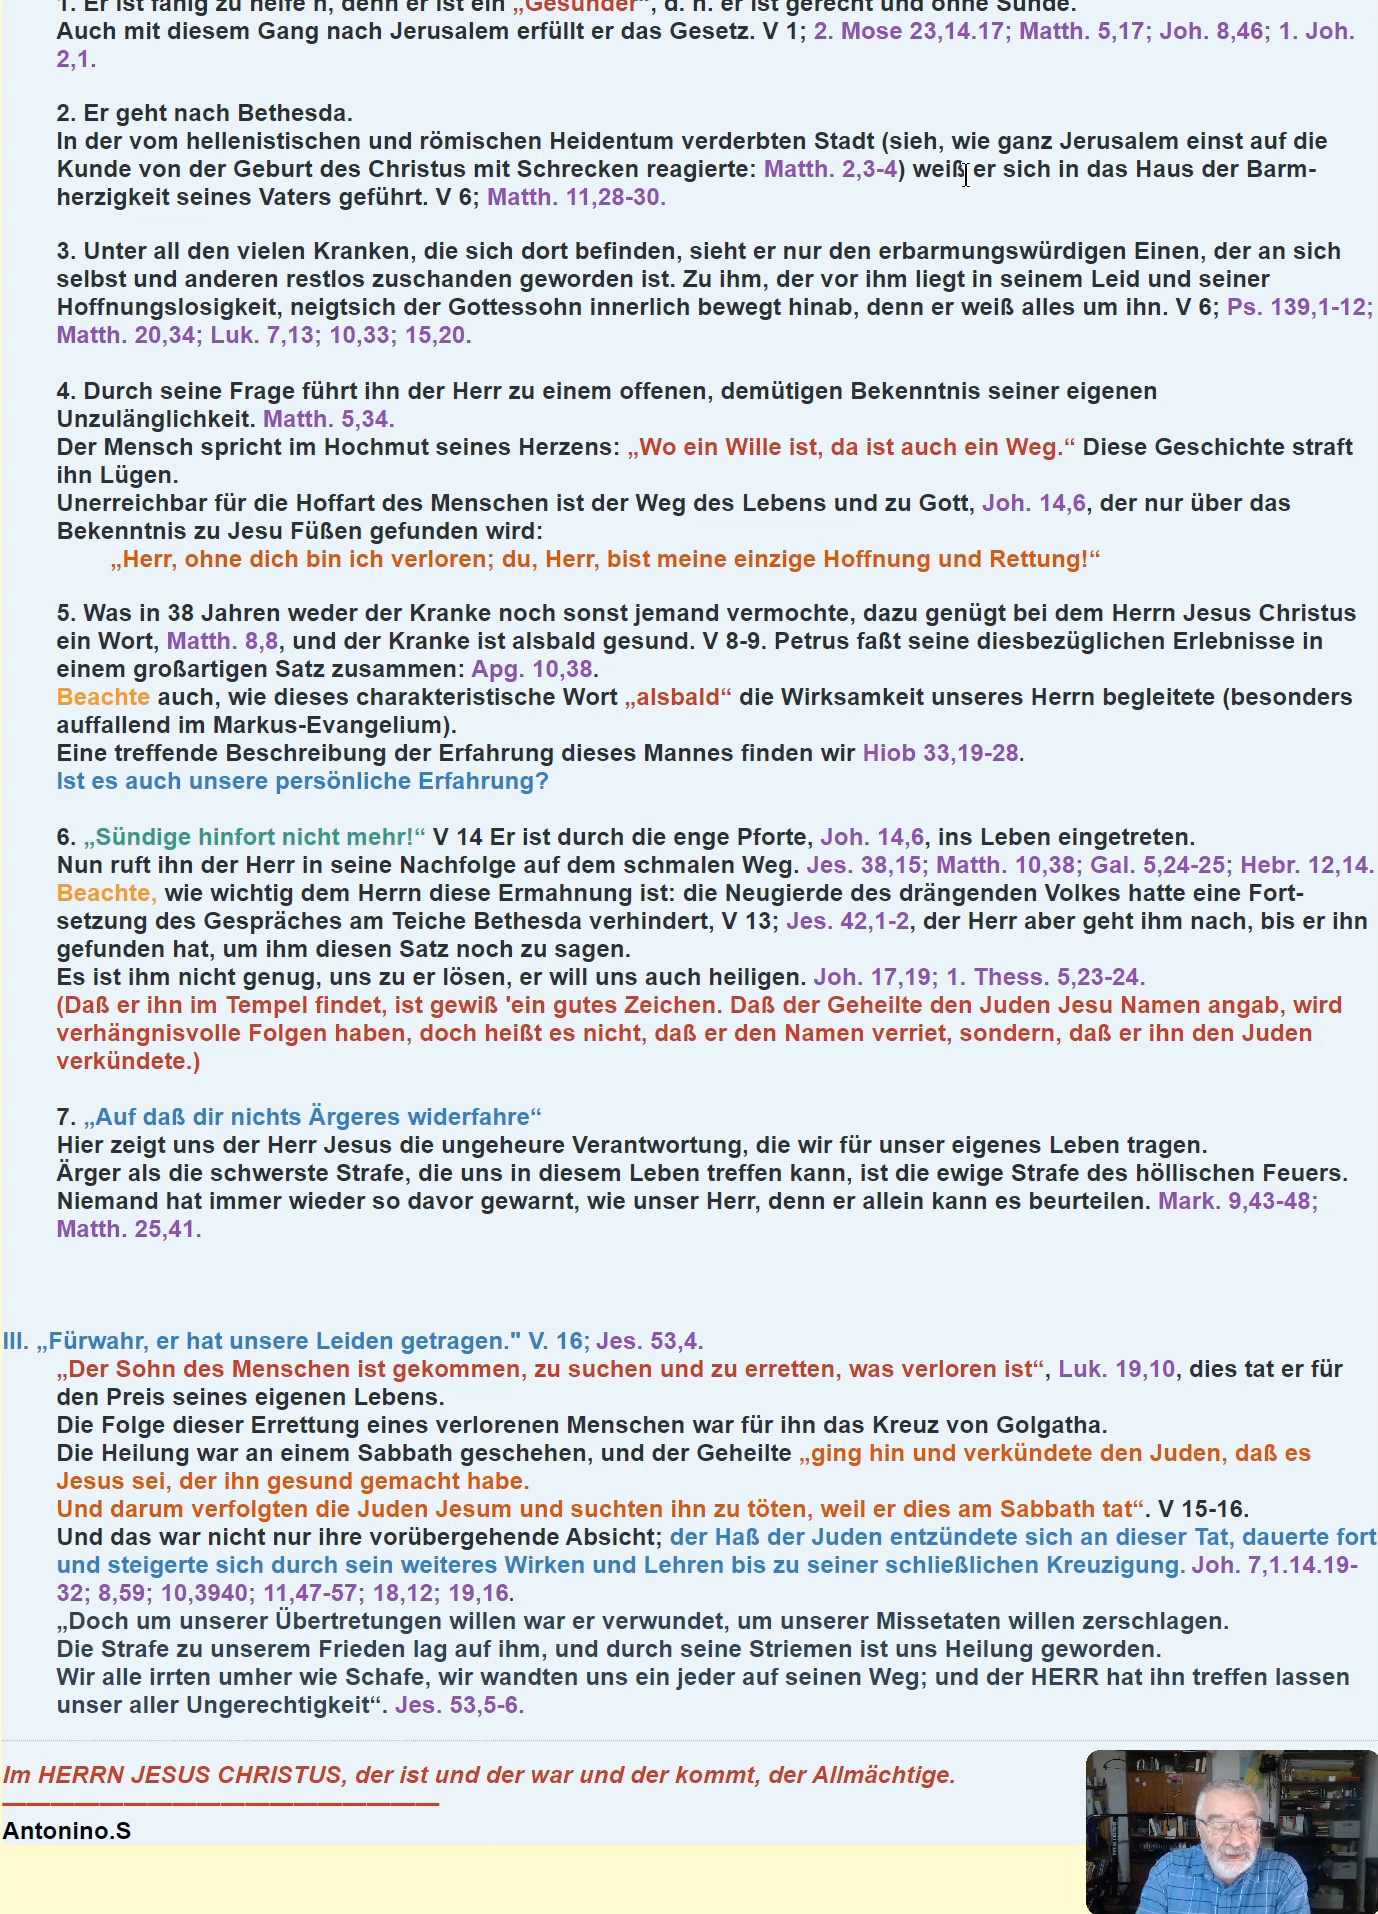 1. Er ist fähig zu helfe n, denn er ist ein „Gesunder“, d. h. er ist gerecht und ohne Sünde.
Auch mit diesem Gang nach Jerusalem erfüllt er das Gesetz. V 1; 2. Mose 23,14.17; Matth. 5,17; Joh. 8,46; 1. Joh.
2,1.
2. Er geht nach Bethesda.
In der vom hellenistischen und römischen Heidentum verderbten Stadt (sieh, wie ganz Jerusalem einst auf die
Kunde von der Geburt des Christus mit Schrecken reagierte: Matth. 2,3-4) weiß er sich in das Haus der Barm-
herzigkeit seines Vaters geführt. V 6; Matth. 11,28-30.
3. Unter all den vielen Kranken, die sich dort befinden, sieht er nur den erbarmungswürdigen Einen, der an sich
selbst und anderen restlos zuschanden geworden ist. Zu ihm, der vor ihm liegt in seinem Leid und seiner
Hoffnungslosigkeit, neigtsich der Gottessohn innerlich bewegt hinab, denn er weiß alles um ihn. V 6; Ps. 139,1-12;
Matth. 20,34; Luk. 7,13; 10,33; 15,20.
4. Durch seine Frage führt ihn der Herr zu einem offenen, demütigen Bekenntnis seiner eigenen
Unzulänglichkeit. Matth. 5,34.
Der Mensch spricht im Hochmut seines Herzens: „Wo ein Wille ist, da ist auch ein Weg.“ Diese Geschichte straft
ihn Lügen.
Unerreichbar für die Hoffart des Menschen ist der Weg des Lebens und zu Gott, Joh. 14,6, der nur über das
Bekenntnis zu Jesu Füßen gefunden wird:
„Herr, ohne dich bin ich verloren; du, Herr, bist meine einzige Hoffnung und Rettung!“
5. Was in 38 Jahren weder der Kranke noch sonst jemand vermochte, dazu genügt bei dem Herrn Jesus Christus
ein Wort, Matth. 8,8, und der Kranke ist alsbald gesund. V 8-9. Petrus faßt seine diesbezüglichen Erlebnisse in
einem großartigen Satz zusammen: Apg. 10,38.
Beachte auch, wie dieses charakteristische Wort „alsbald“ die Wirksamkeit unseres Herrn begleitete (besonders
auffallend im Markus-Evangelium).
Eine treffende Beschreibung der Erfahrung dieses Mannes finden wir Hiob 33,19-28.
Ist es auch unsere persönliche Erfahrung?
6. „Sündige hinfort nicht mehr!“ V 14 Er ist durch die enge Pforte, Joh. 14,6, ins Leben eingetreten.
Nun ruft ihn der Herr in seine Nachfolge auf dem schmalen Weg. Jes. 38,15; Matth. 10,38; Gal. 5,24-25; Hebr. 12,14.
Beachte, wie wichtig dem Herrn diese Ermahnung ist: die Neugierde des drängenden Volkes hatte eine Fort-
setzung des Gespräches am Teiche Bethesda verhindert, V 13; Jes. 42,1-2, der Herr aber geht ihm nach, bis er ihn
gefunden hat, um ihm diesen Satz noch zu sagen.
Es ist ihm nicht genug, uns zu er lösen, er will uns auch heiligen. Joh. 17,19; 1. Thess. 5,23-24.
(Daß er ihn im Tempel findet, ist gewiß 'ein gutes Zeichen. Daß der Geheilte den Juden Jesu Namen angab, wird
verhängnisvolle Folgen haben, doch heißt es nicht, daß er den Namen verriet, sondern, daß er ihn den Juden
verkündete.)
7. „Auf daß dir nichts Ärgeres widerfahre“
Hier zeigt uns der Herr Jesus die ungeheure Verantwortung, die wir für unser eigenes Leben tragen.
Ärger als die schwerste Strafe, die uns in diesem Leben treffen kann, ist die ewige Strafe des höllischen Feuers.
Niemand hat immer wieder so davor gewarnt, wie unser Herr, denn er allein kann es beurteilen. Mark. 9,43-48;
Matth. 25,41.
III. „Fürwahr, er hat unsere Leiden getragen." V. 16; Jes. 53,4.
„Der Sohn des Menschen ist gekommen, zu suchen und zu erretten, was verloren ist“, Luk. 19,10, dies tat er für
den Preis seines eigenen Lebens.
Die Folge dieser Errettung eines verlorenen Menschen war für ihn das Kreuz von Golgatha.
Die Heilung war an einem Sabbath geschehen, und der Geheilte „ging hin und verkündete den Juden, daß es
Jesus sei, der ihn gesund gemacht habe.
Und darum verfolgten die Juden Jesum und suchten ihn zu töten, weil er dies am Sabbath tat“. V 15-16.
Und das war nicht nur ihre vorübergehende Absicht; der Haß der Juden entzündete sich an dieser Tat, dauerte fort
und steigerte sich durch sein weiteres Wirken und Lehren bis zu seiner schließlichen Kreuzigung. Joh. 7,1.14.19-
32; 8,59; 10,3940; 11,47-57; 18,12; 19,16.
„Doch um unserer Übertretungen willen war er verwundet, um unserer Missetaten willen zerschlagen.
Die Strafe zu unserem Frieden lag auf ihm, und durch seine Striemen ist uns Heilung geworden.
Wir alle irrten umher wie Schafe, wir wandten uns ein jeder auf seinen Weg; und der HERR hat ihn treffen lassen
unser aller Ungerechtigkeit“. Jes. 53,5-6.
Im HERRN JESUS CHRISTUS, der ist und der war und der kommt, der Allmächtige.
Antonino.S